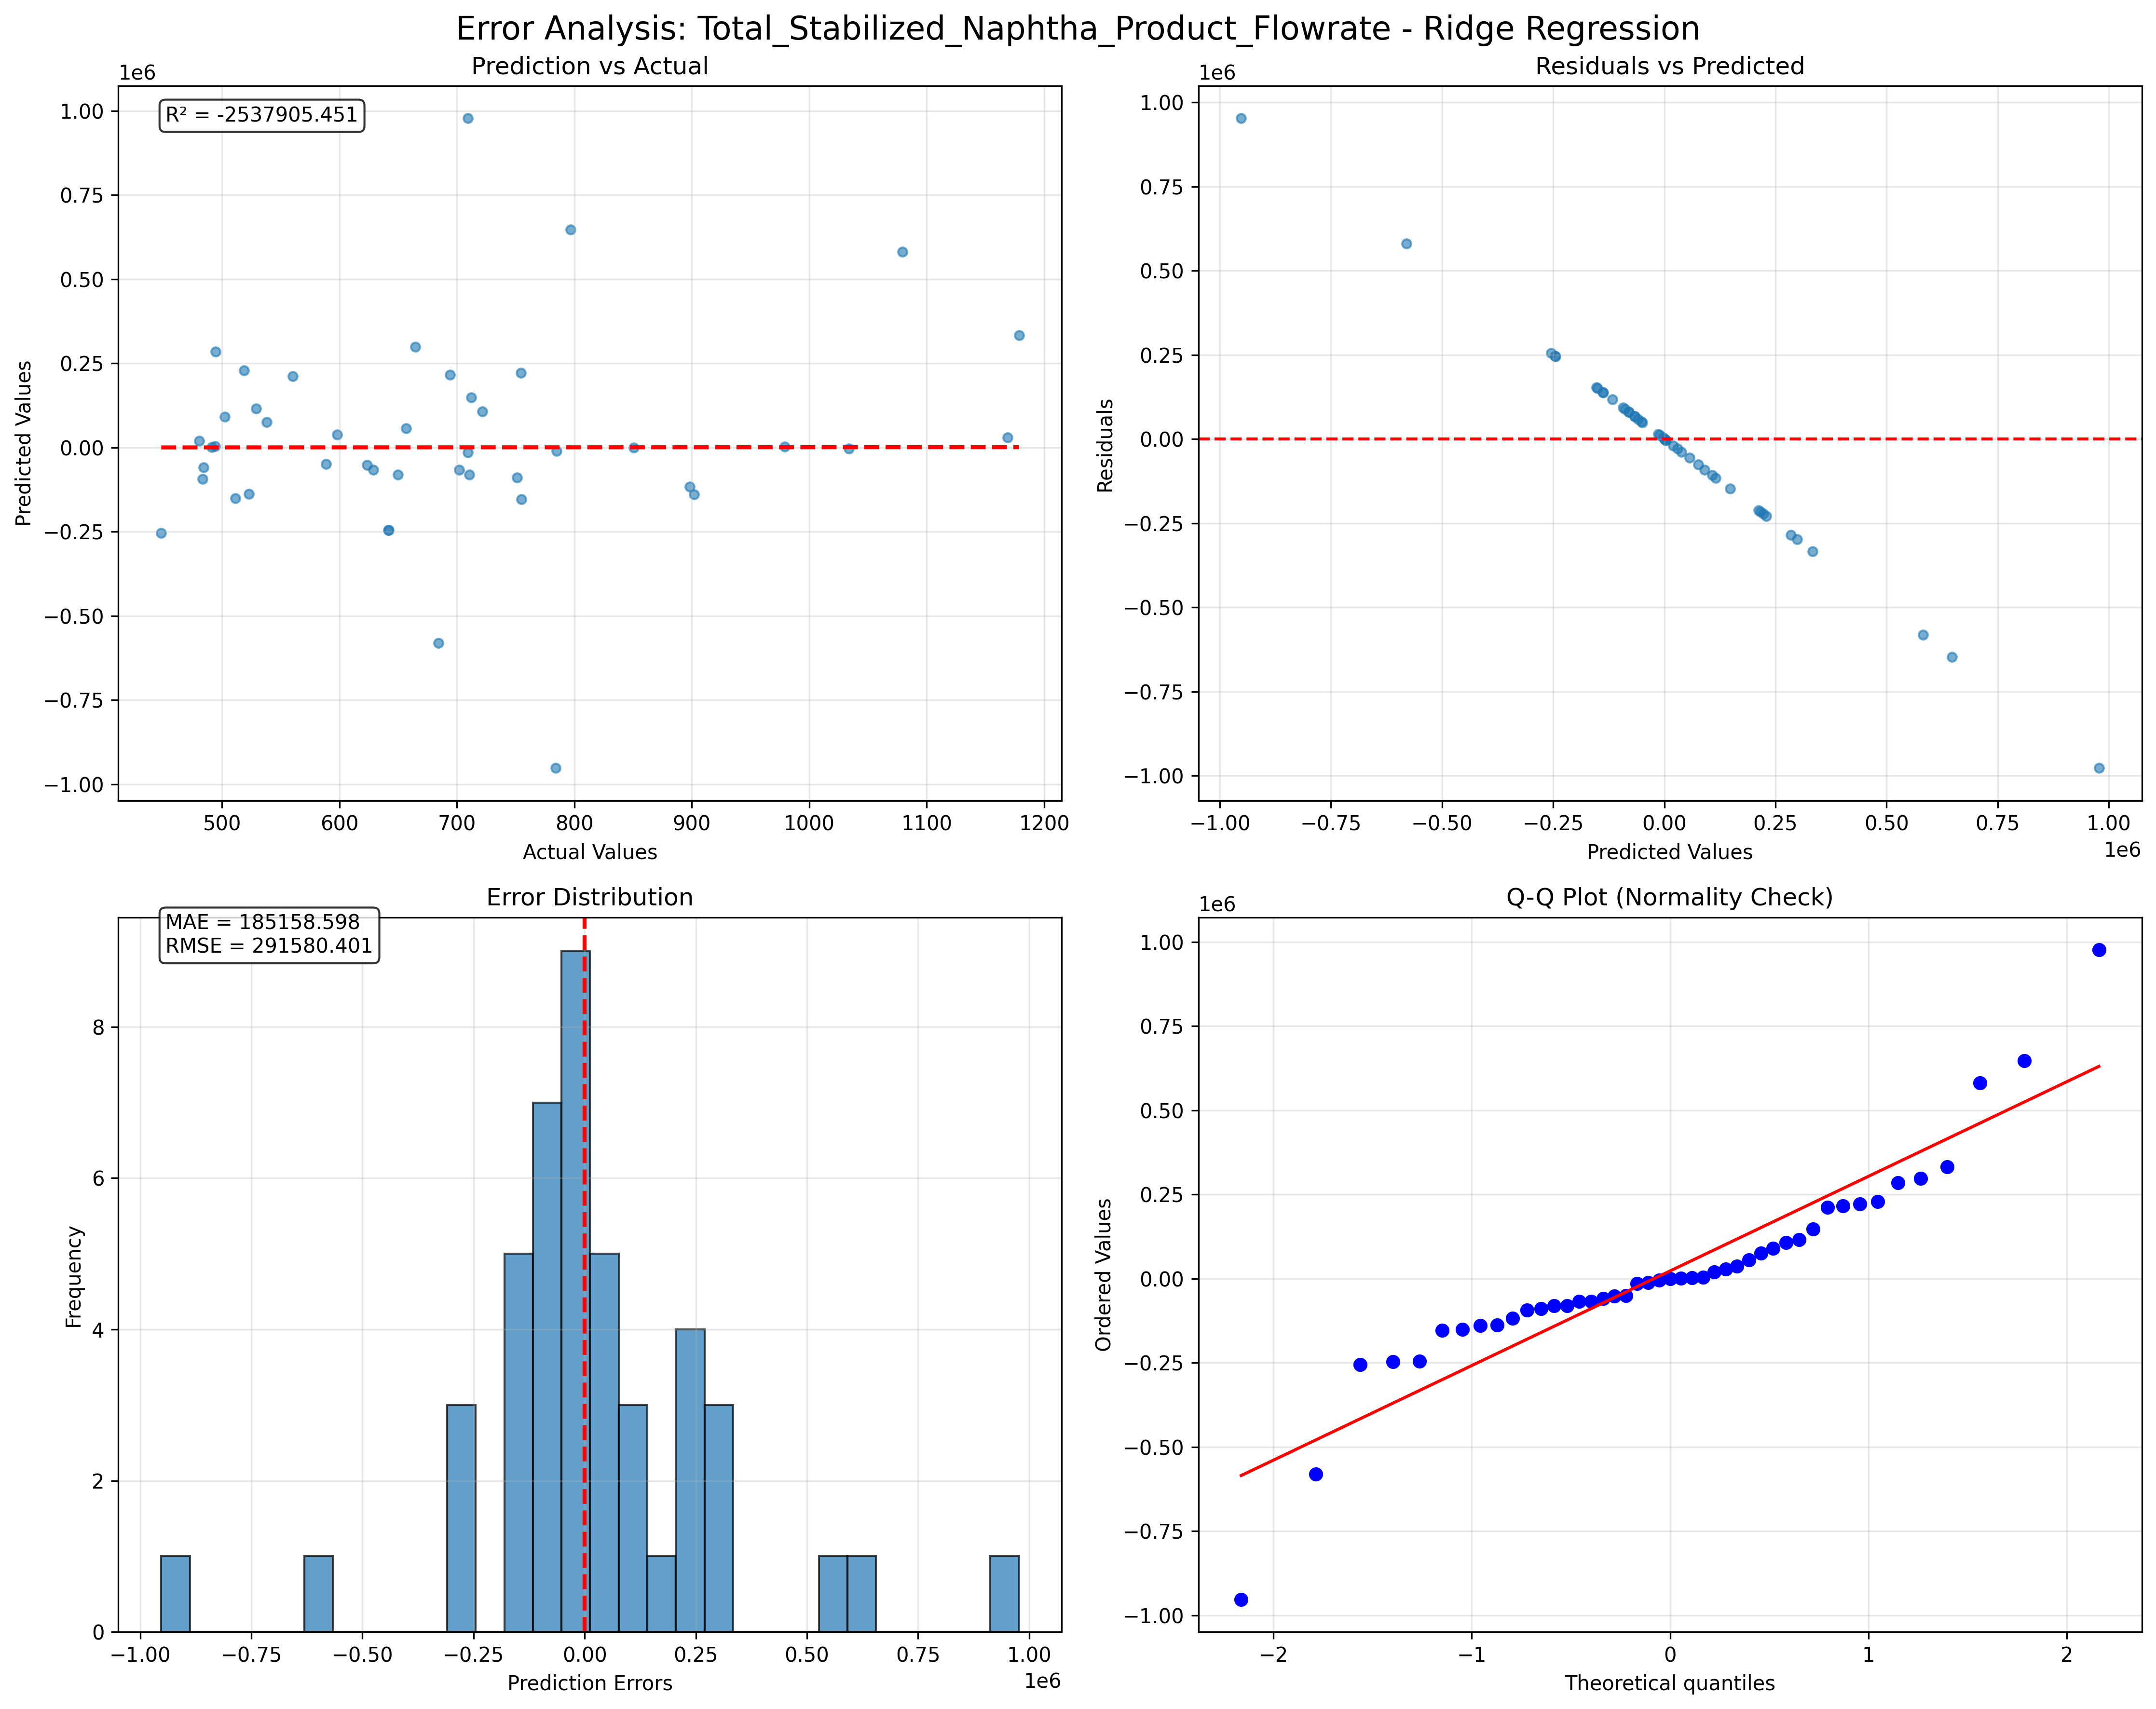 Error Analysis: Total_Stabilized_Naphtha_Product_Flowrate - Ridge Regression
Prediction vs Actual
1e6
R² = -2537905.451
1.00
0.75
0.50
0.25
0.00
−0.25
−0.50
−0.75
−1.00
Predicted Values
500 600 700 800 900 1000 1100 1200
Actual Values
Residuals vs Predicted
1e6
1.00
0.75
0.50
0.25
0.00
−0.25
−0.50
−0.75
−1.00
Residuals
−1.00 −0.75 −0.50 −0.25 0.00 0.25 0.50 0.75 1.00
1e6
Predicted Values
Error Distribution
MAE = 185158.598
RMSE = 291580.401
8
6
4
2
0
Frequency
−1.00 −0.75 −0.50 −0.25 0.00 0.25 0.50 0.75 1.00
1e6
Prediction Errors
Q-Q Plot (Normality Check)
1e6
1.00
0.75
0.50
0.25
0.00
−0.25
−0.50
−0.75
−1.00
Ordered Values
−2 −1 0 1 2
Theoretical quantiles